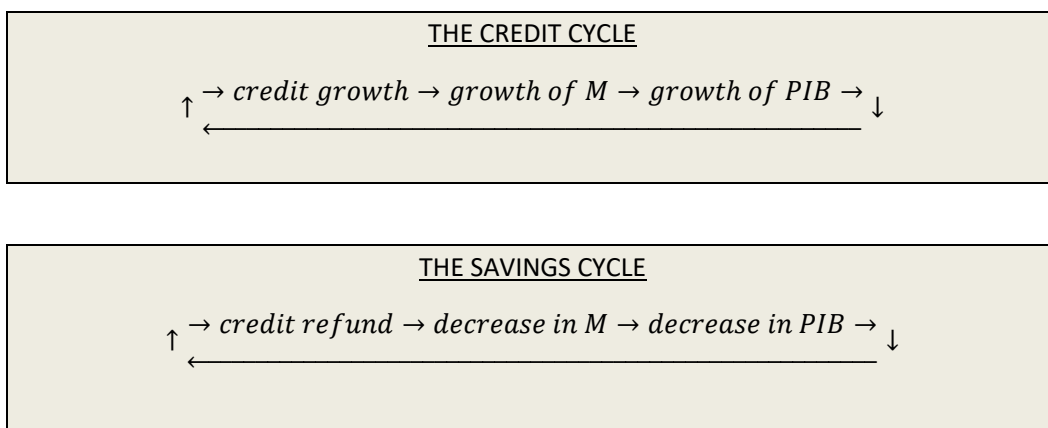 THE CREDIT CYCLE
↑ → credit growth → growth of M → growth of PIB → ↓
←
THE SAVINGS CYCLE
↑ → credit refund → decrease in M → decrease in PIB → ↓
←